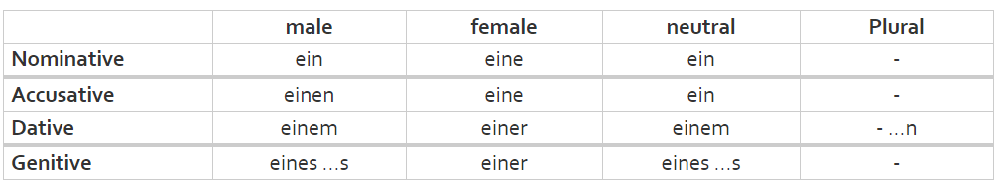 male female neutral Plural
Nominative ein eine ein -
Accusative einen eine ein -
Dative einem einer einem - ...n
Genitive eines ...s einer eines ...s -